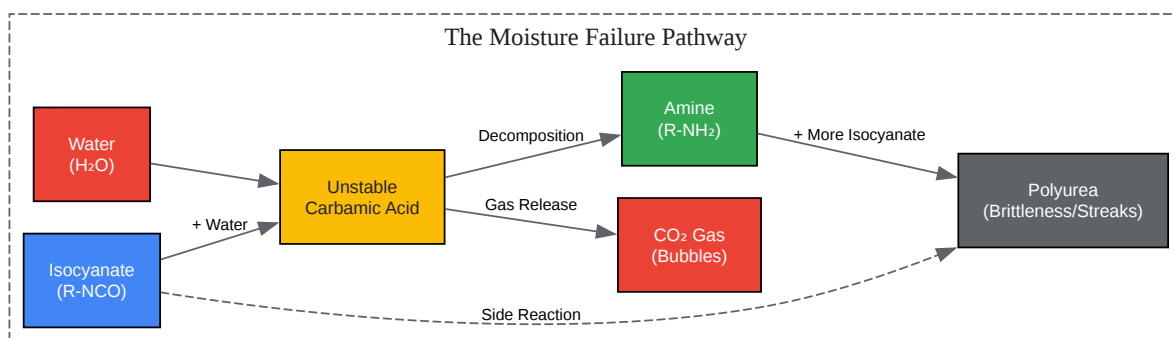 The Moisture Failure Pathway
Water
(H₂O)
Isocyanate
(R-NCO)
+ Water
Unstable
Carbamic Acid
Decomposition
Gas Release
Amine
(R-NH₂)
CO₂ Gas
(Bubbles)
+ More Isocyanate
Polyurea
(Brittleness/Streaks)
Side Reaction